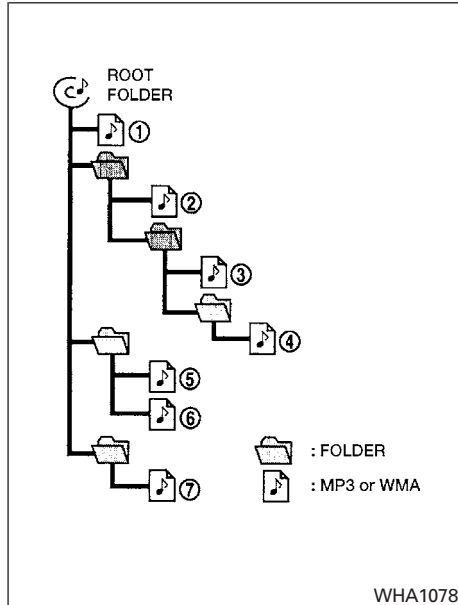 ROOT
FOLDER
①
②
③
④
⑤
⑥
⑦
: FOLDER
: MP3 or WMA
WHA1078